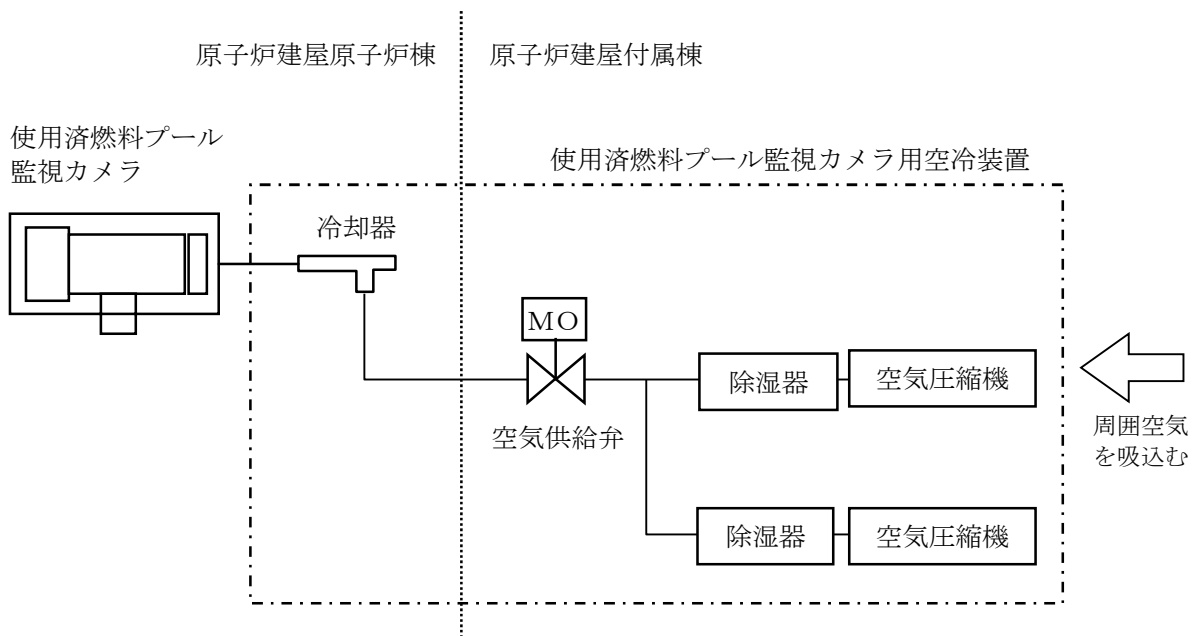 原子炉建屋原子炉棟
原子炉建屋付属棟
使用済燃料プール
監視カメラ
使用済燃料プール監視カメラ用空冷装置
冷却器
MO
除湿器
空気圧縮機
空気供給弁
周囲空気
を吸込む
除湿器
空気圧縮機